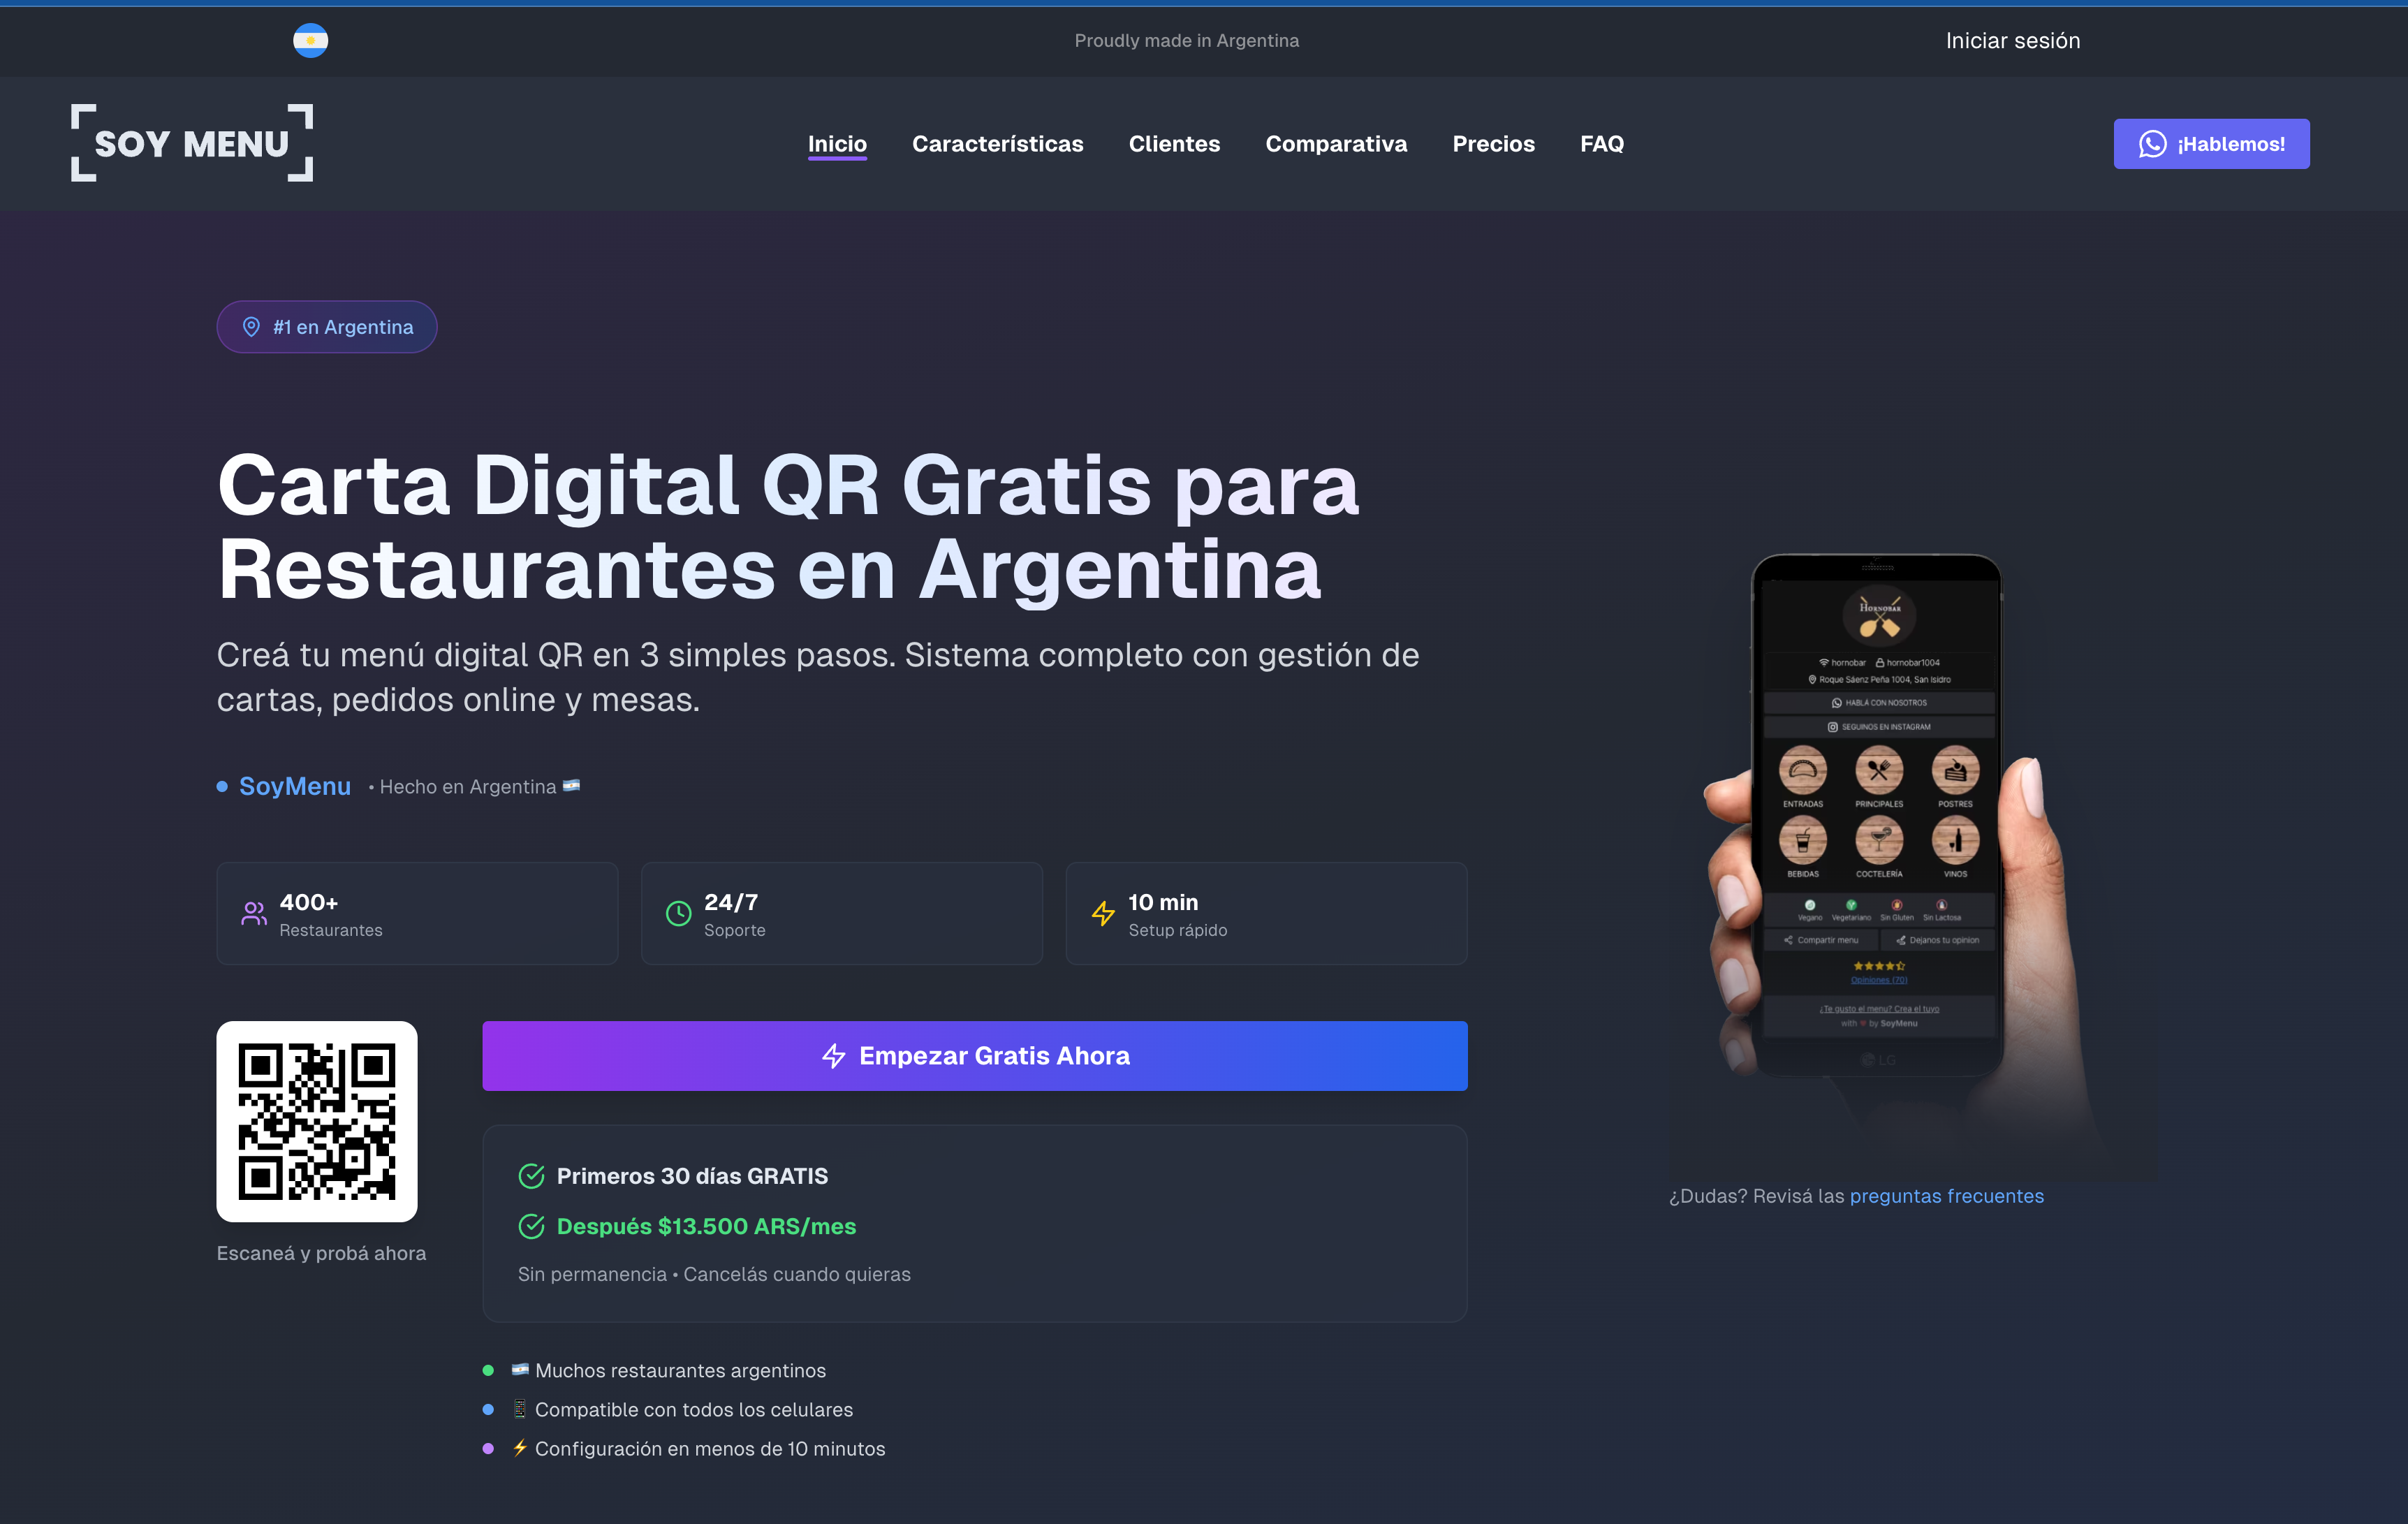 Proudly made in Argentina
Iniciar sesión
SOY MENU
Inicio
Características
Clientes
Comparativa
Precios
FAQ
¡Hablemos!
#1 en Argentina
Carta Digital QR Gratis para
Restaurantes en Argentina
Creá tu menú digital QR en 3 simples pasos. Sistema completo con gestión de
cartas, pedidos online y mesas.
SoyMenu • Hecho en Argentina 🇦🇷
400+
Restaurantes
24/7
Soporte
10 min
Setup rápido
Escaneá y probá ahora
Empezar Gratis Ahora
Primeros 30 días GRATIS
Después $13.500 ARS/mes
Sin permanencia • Cancelás cuando quieras
🇦🇷 Muchos restaurantes argentinos
📱 Compatible con todos los celulares
⚡ Configuración en menos de 10 minutos
HORNOBAR
hornobar hornobar1004
Roque Sáenz Peña 1004, San Isidro
HABLÁ CON NOSOTROS
SEGUINOS EN INSTAGRAM
ENTRADAS PRINCIPALES POSTRES
BEBIDAS COCTELERÍA VINOS
Vegano Vegetariano Sin Gluten Sin Lactosa
Compartir menu Dejanos tu opinion
Opiniones (70)
¿Te gusto el menu? Crea el tuyo
with ♥ by SoyMenu
LG
¿Dudas? Revisá las preguntas frecuentes